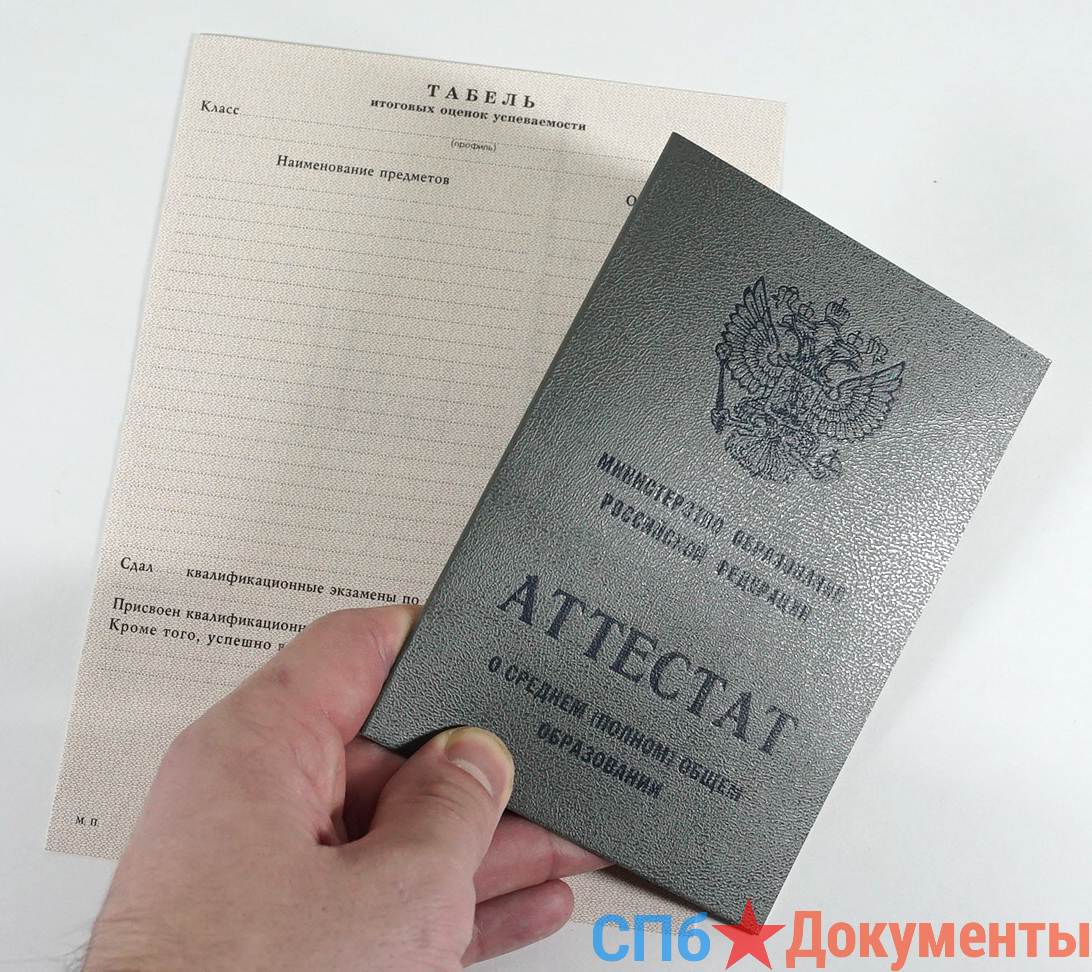 ТАБЕЛЬ
итоговых оценок успеваемости
Класс
(профиль)
Наименование предметов
Сдал квалификационные экзамены по
Присвоен
Кроме того, успешно
М. П.
МИНИСТЕРСТВО ОБРАЗОВАНИЯ
РОССИЙСКОЙ ФЕДЕРАЦИИ
АТТЕСТАТ
О СРЕДНЕМ (ПОЛНОМ) ОБЩЕМ
ОБРАЗОВАНИИ
СПб Документы